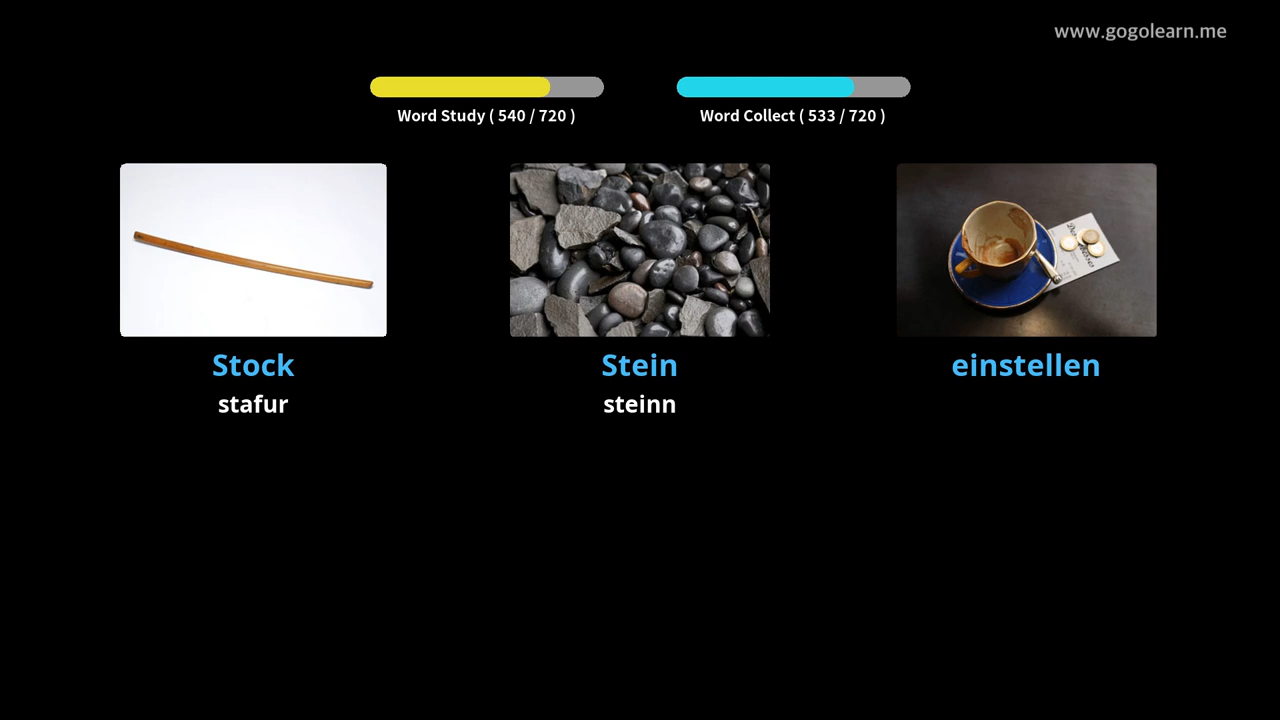 www.gogolearn.me
Word Study ( 540 / 720 )
Word Collect ( 533 / 720 )
Stock
stafur
Stein
steinn
einstellen